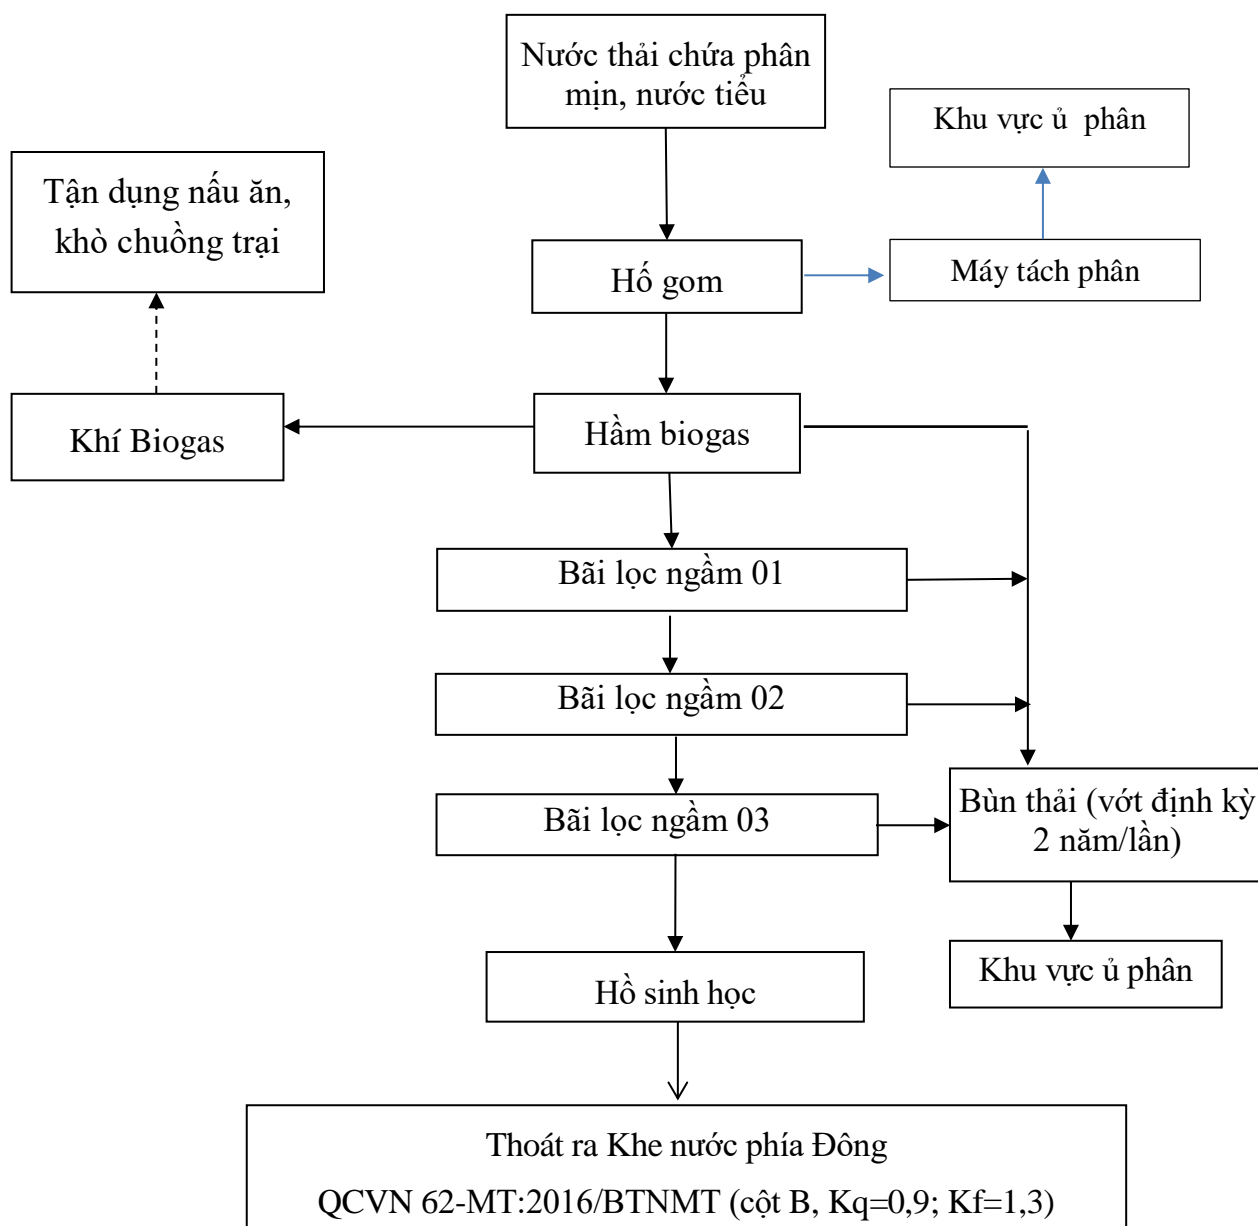 Nước thải chứa phân
mịn, nước tiểu
Khu vực ủ phân
Tận dụng nấu ăn,
khò chuồng trại
Hố gom
Máy tách phân
Khí Biogas
Hầm biogas
Bãi lọc ngầm 01
Bãi lọc ngầm 02
Bãi lọc ngầm 03
Bùn thải (vớt định kỳ
2 năm/lần)
Hồ sinh học
Khu vực ủ phân
Thoát ra Khe nước phía Đông
QCVN 62-MT:2016/BTNMT (cột B, Kq=0,9; Kf=1,3)